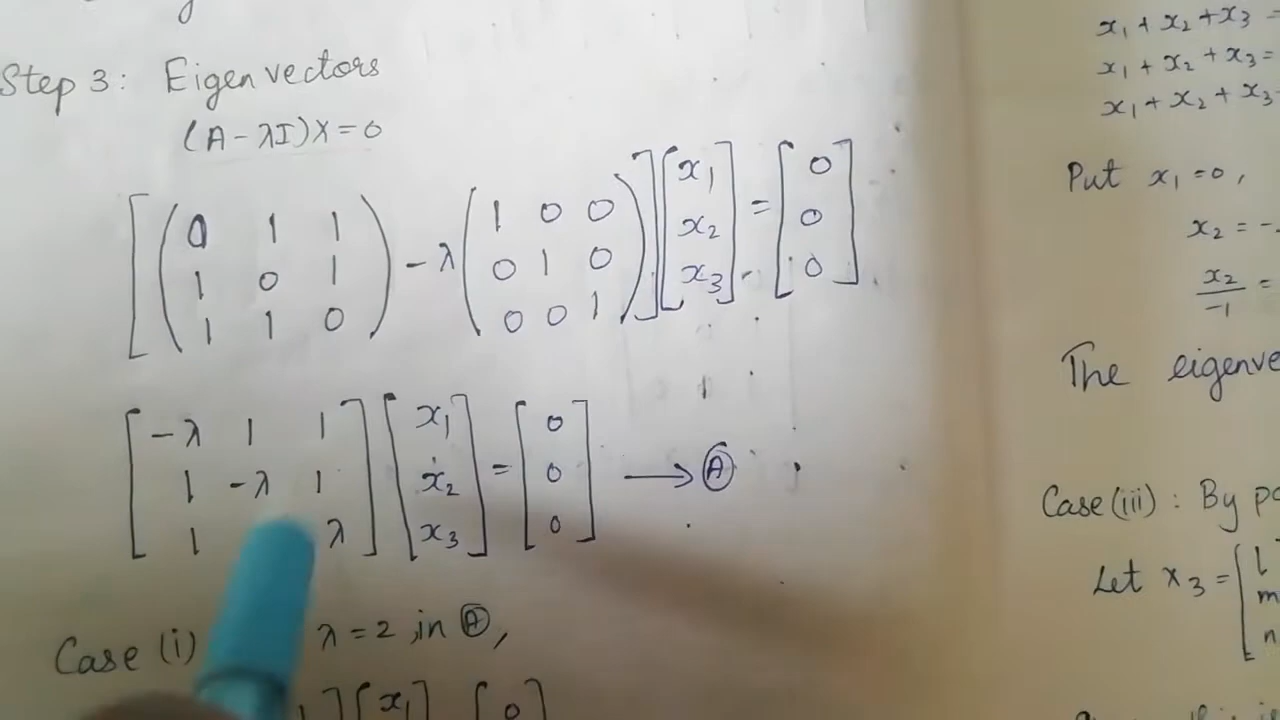 Step 3: Eigen vectors
(A - λI)X = 0
[(0 1 1
1 0 1
1 1 0) - λ (1 0 0
0 1 0
0 0 1)] [x₁
x₂
x₃] = [0
0
0]
[-λ 1 1
1 -λ 1
1 λ] [x₁
x₂
x₃] = [0
0
0] → Ⓐ
Case (i) λ = 2 in Ⓐ,
[x₁] [0]
x₁ + x₂ + x₃ =
x₁ + x₂ + x₃ =
x₁ + x₂ + x₃
Put x₁ = 0,
x₂ = -
x₂/-1 =
The
Case (iii) : By
Let x₃ = [l
m
n